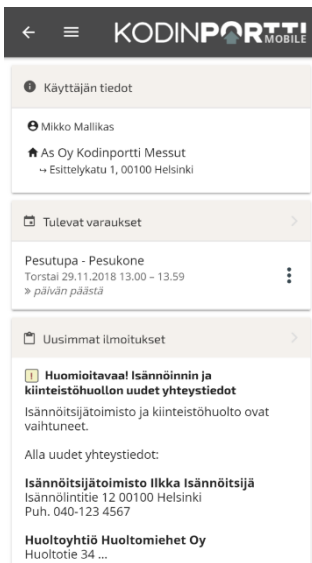 KODINPORTTI
MOBILE
Käyttäjän tiedot
Mikko Mallikas
As Oy Kodinportti Messut
↪ Esittelykatu 1, 00100 Helsinki
Tulevat varaukset
Pesutupa - Pesukone
Torstai 29.11.2018 13.00 – 13.59
» päivän päästä
Uusimmat ilmoitukset
Huomioitavaa! Isännöinnin ja
kiinteistöhuollon uudet yhteystiedot
Isännöitsijätoimisto ja kiinteistöhuolto ovat
vaihtuneet.
Alla uudet yhteystiedot:
Isännöitsijätoimisto Ilkka Isännöitsijä
Isännölintitie 12 00100 Helsinki
Puh. 040-123 4567
Huoltoyhtiö Huoltomiehet Oy
Huoltotie 34 ...